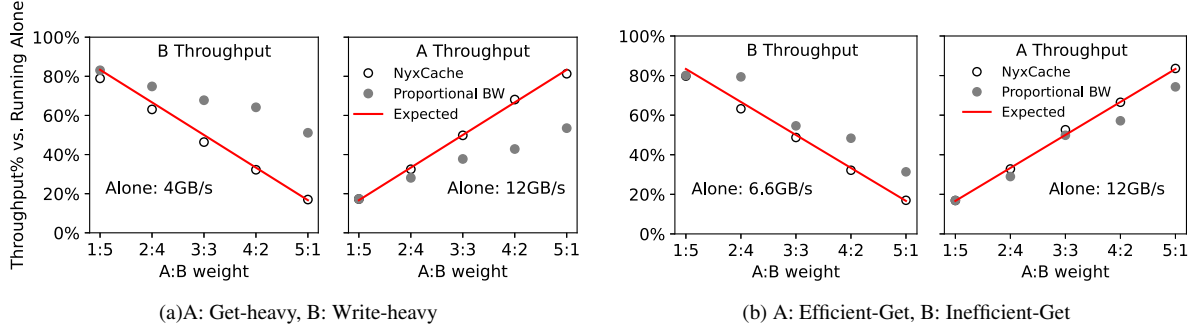 Throughput% vs. Running Alone
100%
80%
60%
40%
20%
0%
B Throughput
Alone: 4GB/s
1:5 2:4 3:3 4:2 5:1
A:B weight
A Throughput
NyxCache
Proportional BW
Expected
Alone: 12GB/s
1:5 2:4 3:3 4:2 5:1
A:B weight
(a)A: Get-heavy, B: Write-heavy
100%
80%
60%
40%
20%
0%
B Throughput
Alone: 6.6GB/s
1:5 2:4 3:3 4:2 5:1
A:B weight
A Throughput
NyxCache
Proportional BW
Expected
Alone: 12GB/s
1:5 2:4 3:3 4:2 5:1
A:B weight
(b) A: Efficient-Get, B: Inefficient-Get